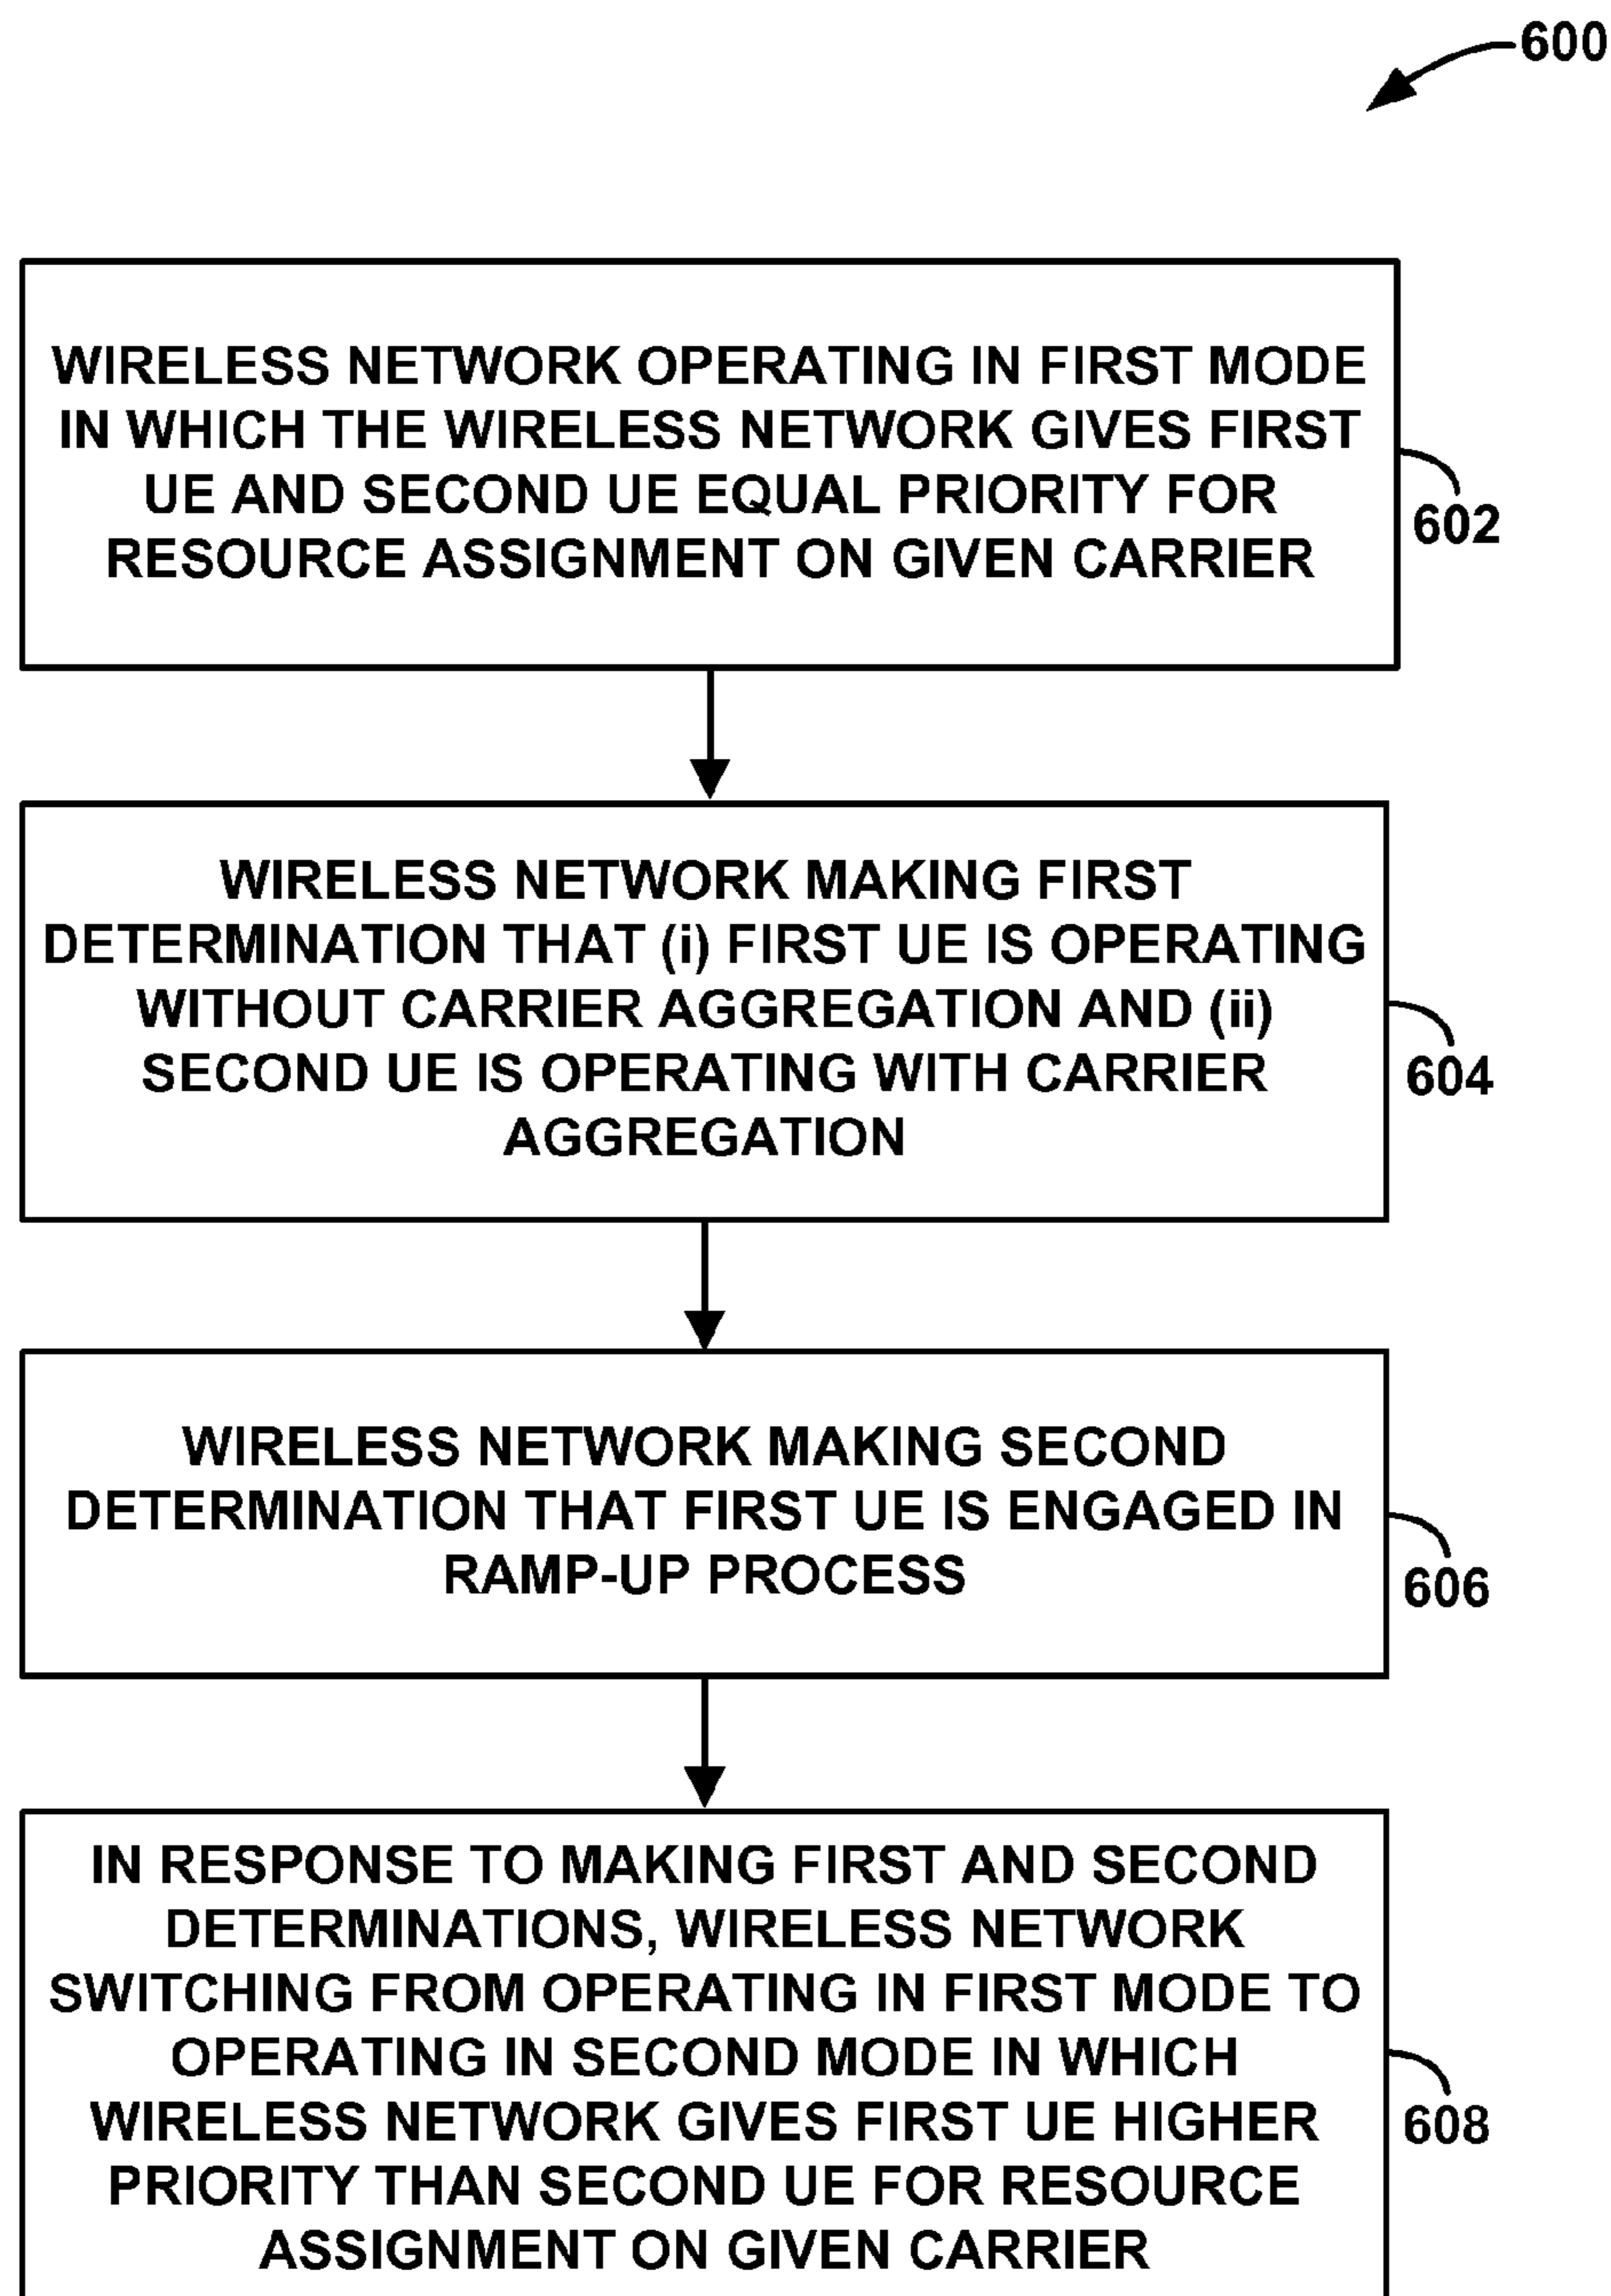 600
WIRELESS NETWORK OPERATING IN FIRST MODE
IN WHICH THE WIRELESS NETWORK GIVES FIRST
UE AND SECOND UE EQUAL PRIORITY FOR
RESOURCE ASSIGNMENT ON GIVEN CARRIER
602
WIRELESS NETWORK MAKING FIRST
DETERMINATION THAT (i) FIRST UE IS OPERATING
WITHOUT CARRIER AGGREGATION AND (ii)
SECOND UE IS OPERATING WITH CARRIER
AGGREGATION
604
WIRELESS NETWORK MAKING SECOND
DETERMINATION THAT FIRST UE IS ENGAGED IN
RAMP-UP PROCESS
606
IN RESPONSE TO MAKING FIRST AND SECOND
DETERMINATIONS, WIRELESS NETWORK
SWITCHING FROM OPERATING IN FIRST MODE TO
OPERATING IN SECOND MODE IN WHICH
WIRELESS NETWORK GIVES FIRST UE HIGHER
PRIORITY THAN SECOND UE FOR RESOURCE
ASSIGNMENT ON GIVEN CARRIER
608